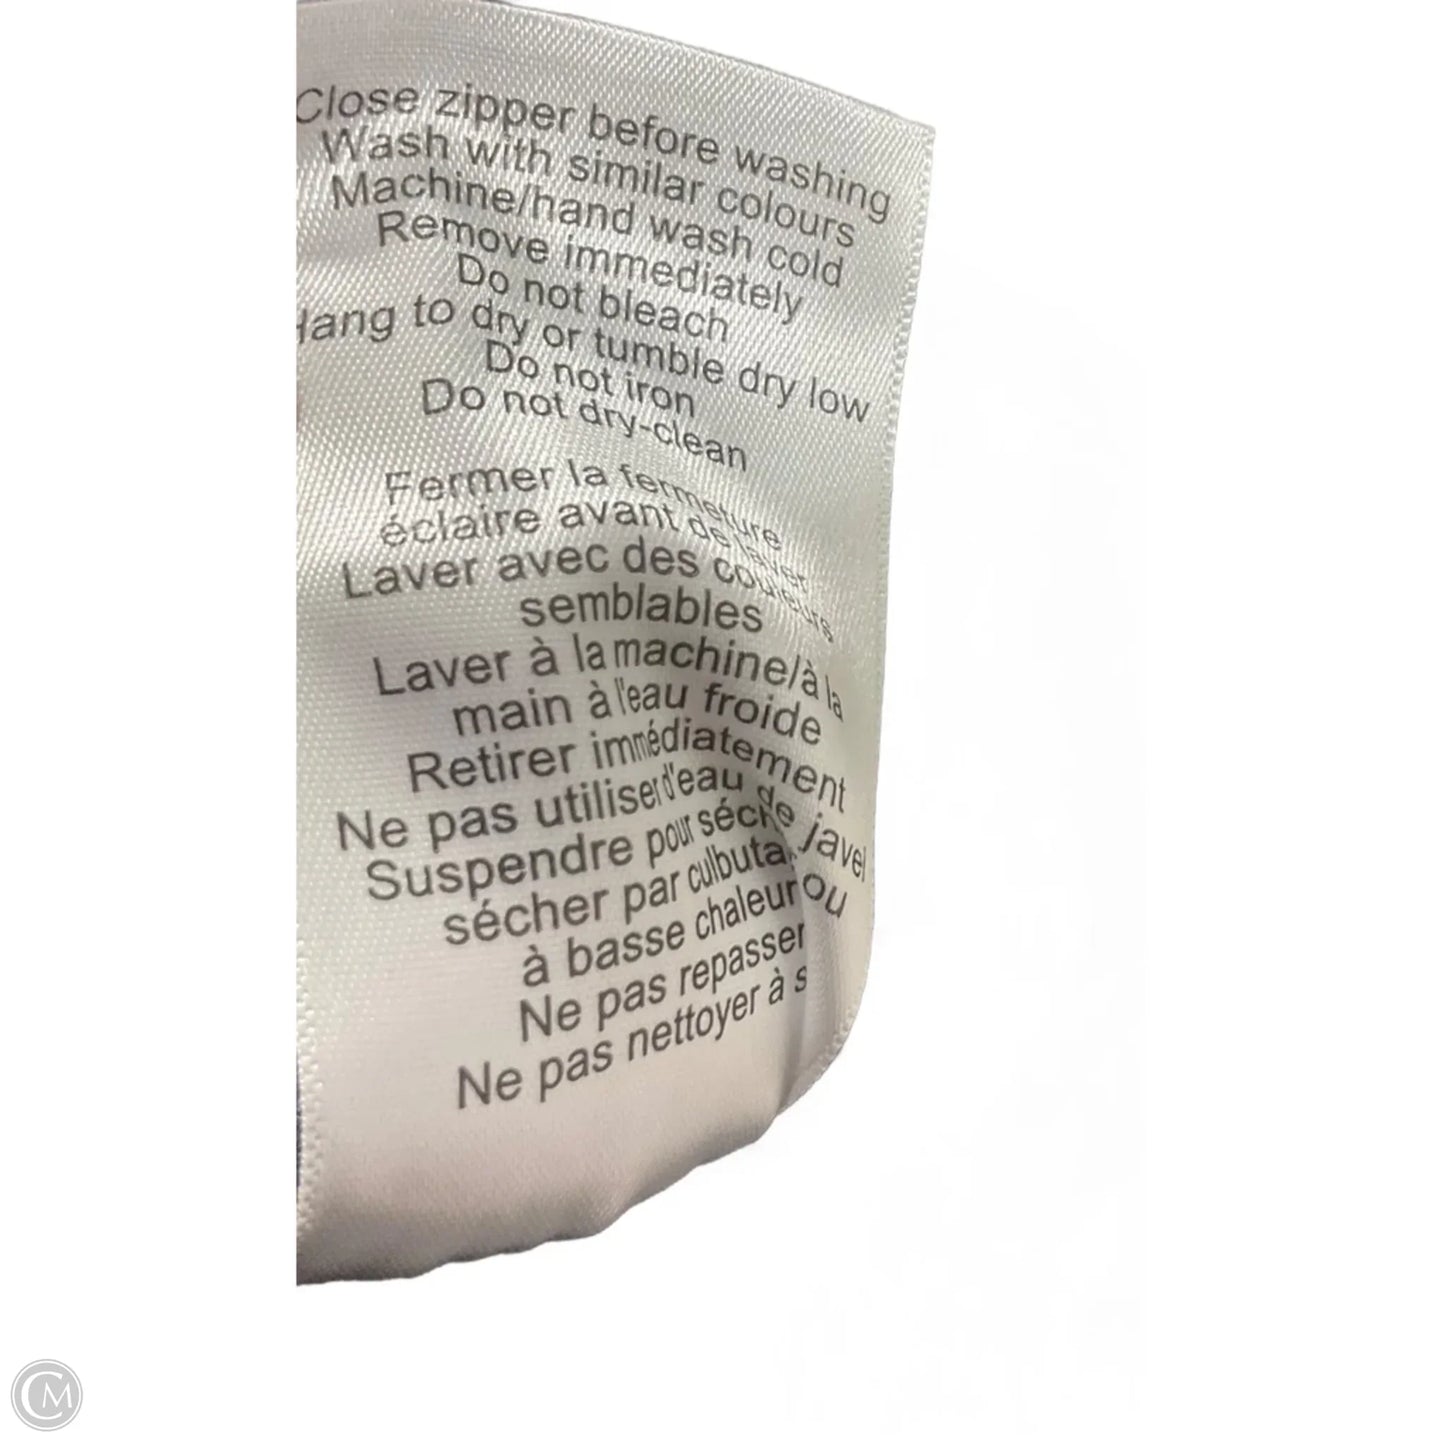 Close zipper before washing
Wash with similar colours
Machine/hand wash cold
Remove immediately
Do not bleach
Hang to dry or tumble dry low
Do not iron
Do not dry-clean
Fermer la fermeture
éclaire avant de laver
Laver avec des couleurs
semblables
Laver à la machine/à la
main à l'eau froide
Retirer immédiatement
Ne pas utiliser d'eau de javel
Suspendre pour séche ou
sécher par culbuta
à basse chaleur
Ne pas repasser
Ne pas nettoyer à s
CM